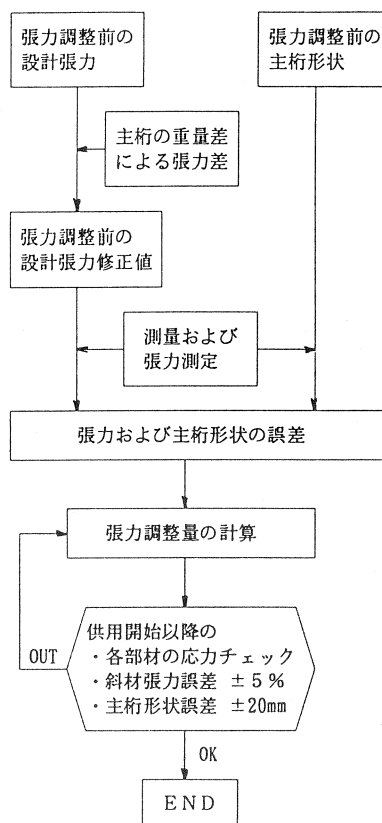 張力調整前の
設計張力
張力調整前の
主桁形状
主桁の重量差
による張力差
張力調整前の
設計張力修正値
測量および
張力測定
張力および主桁形状の誤差
張力調整量の計算
供用開始以降の
・各部材の応力チェック
・斜材張力誤差 ±5%
・主桁形状誤差 ±20mm
OUT
OK
END